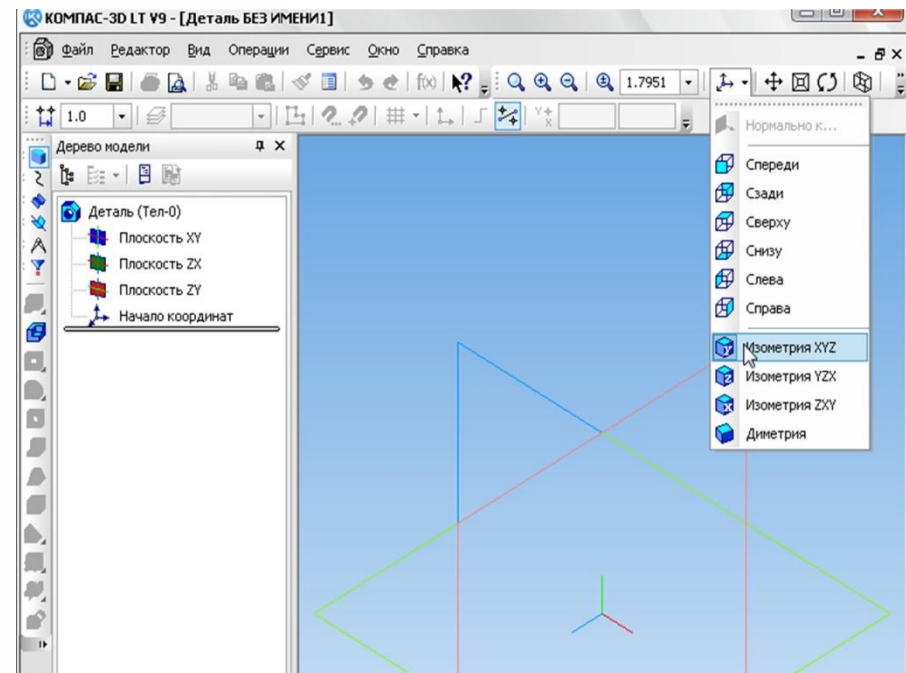 КОМПАС-3D LT V9 - [Деталь БЕЗ ИМЕНИ1]
Файл Редактор Вид Операции Сервис Окно Справка
f(x) 1.7951
1.0
Дерево модели
Деталь (Тел-0)
Плоскость XY
Плоскость ZX
Плоскость ZY
Начало координат
Нормально к...
Спереди
Сзади
Сверху
Снизу
Слева
Справа
Изометрия XYZ
Изометрия YZX
Изометрия ZXY
Диметрия